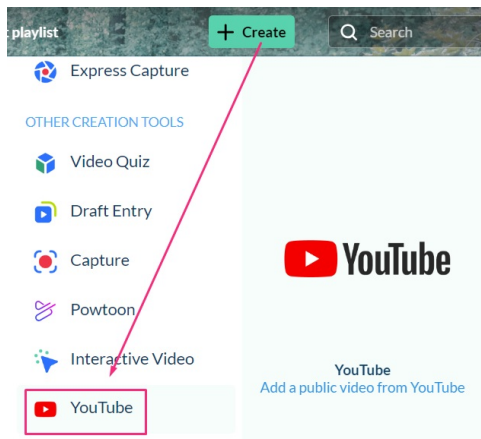 t playlist
+ Create
Search
Express Capture
OTHER CREATION TOOLS
Video Quiz
Draft Entry
Capture
Powtoon
Interactive Video
YouTube
YouTube
YouTube
Add a public video from YouTube